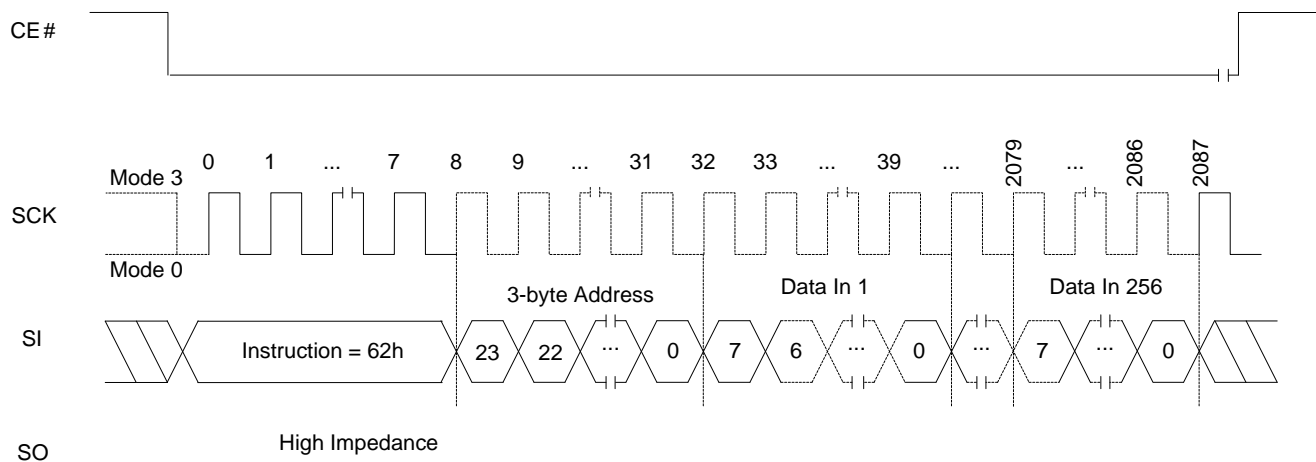 CE#
0 1 ... 7 8 9 ... 31 32 33 ... 39 ... 2079 ... 2086 2087
Mode 3
SCK
Mode 0
3-byte Address Data In 1 Data In 256
SI Instruction = 62h 23 22 ... 0 7 6 ... 0 ... 7 ... 0
High Impedance
SO